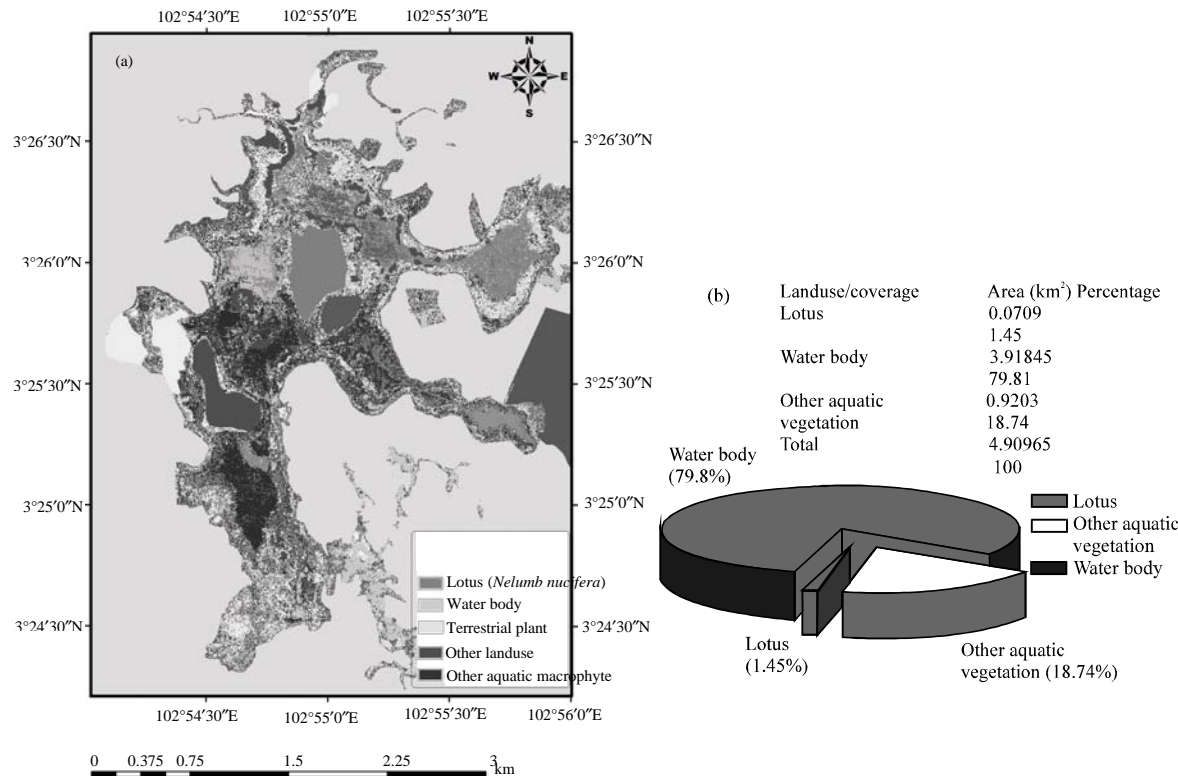 102°54′30″E 102°55′0″E 102°55′30″E
(a)
N
W E
S
3°26′30″N 3°26′30″N
3°26′0″N 3°26′0″N
3°25′30″N 3°25′30″N
3°25′0″N 3°25′0″N
3°24′30″N 3°24′30″N
Lotus (Nelumb nucifera)
Water body
Terrestrial plant
Other landuse
Other aquatic macrophyte
102°54′30″E 102°55′0″E 102°55′30″E 102°56′0″E
0 0.375 0.75 1.5 2.25 3
km
(b)
Landuse/coverage Area (km²) Percentage
Lotus 0.0709
1.45
Water body 3.91845
79.81
Other aquatic 0.9203
vegetation 18.74
Total 4.90965
100
Water body
(79.8%)
Lotus
Other aquatic
vegetation
Water body
Lotus
(1.45%)
Other aquatic
vegetation (18.74%)